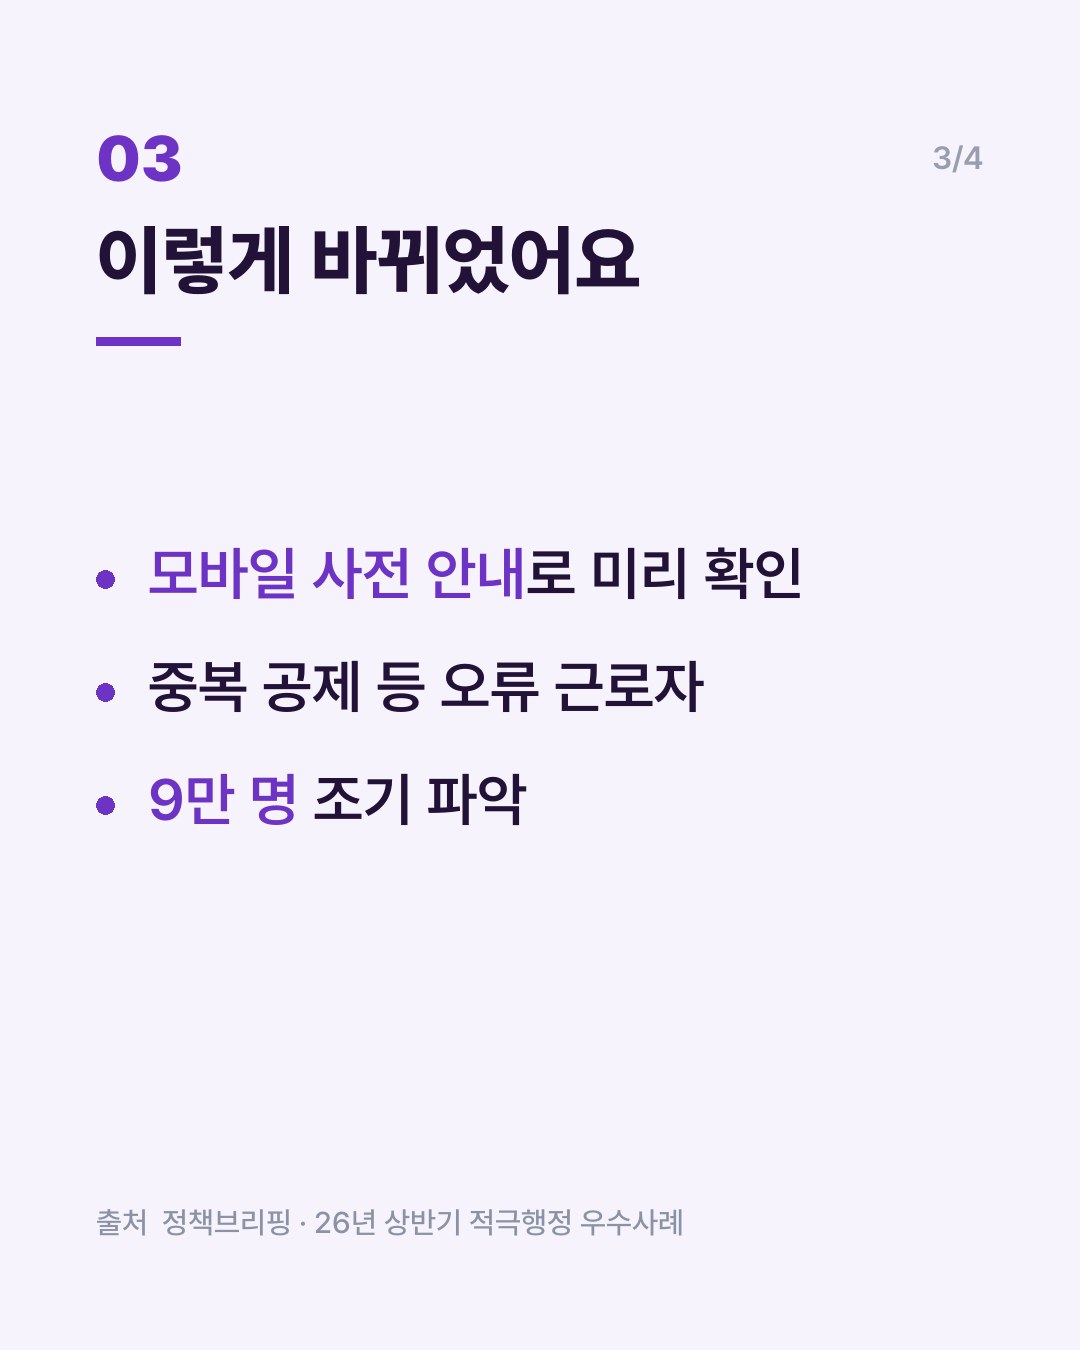 03
3/4
이렇게 바뀌었어요
모바일 사전 안내로 미리 확인
중복 공제 등 오류 근로자
9만 명 조기 파악
출처 정책브리핑 · 26년 상반기 적극행정 우수사례